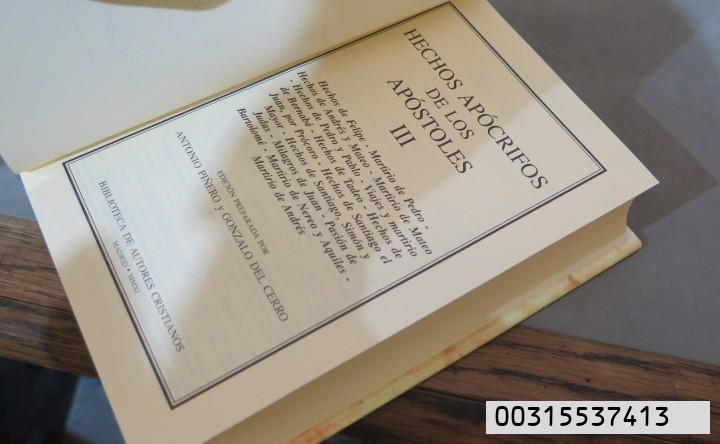 HECHOS APÓCRIFOS
DE LOS
APÓSTOLES
III
Hechos de Felipe - Martirio de Pedro -
Hechos de Andrés y Mateo - Martirio de Mateo
- Hechos de Pedro y Pablo - Viajes y martirio
de Bernabé - Hechos de Tadeo - Hechos de
Juan, por Prócoro - Hechos de Santiago el
Mayor - Hechos de Santiago, Simón y
Judas - Milagros de Juan - Pasión de
Bartolomé - Martirio de Nereo y Aquiles -
Martirio de Andrés
EDICIÓN PREPARADA POR
ANTONIO PIÑERO y GONZALO DEL CERRO
BIBLIOTECA DE AUTORES CRISTIANOS
MADRID • MMXI
00315537413